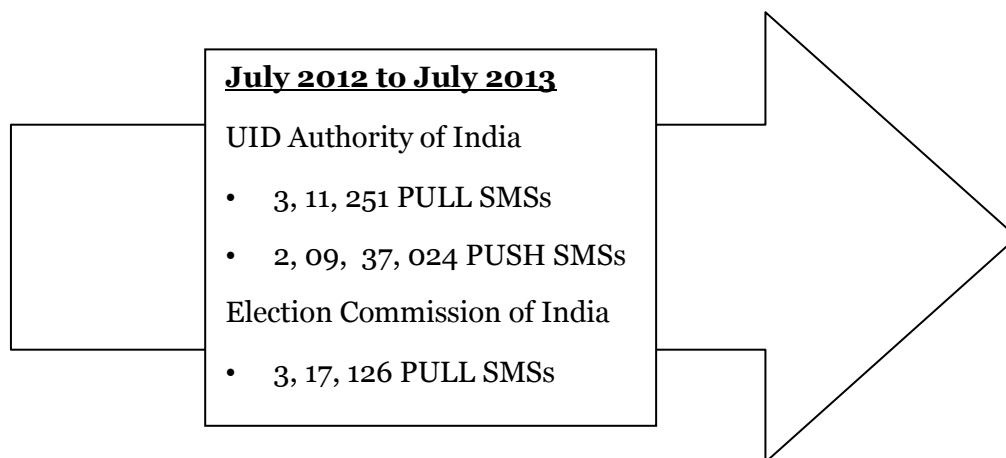 July 2012 to July 2013
UID Authority of India
• 3, 11, 251 PULL SMSs
• 2, 09, 37, 024 PUSH SMSs
Election Commission of India
• 3, 17, 126 PULL SMSs